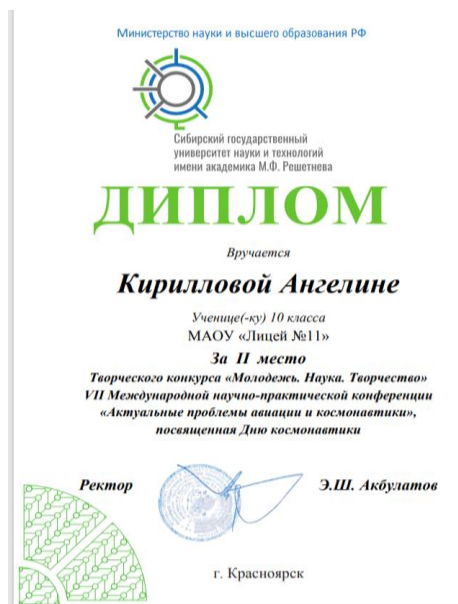 Министерство науки и высшего образования РФ
Сибирский государственный
университет науки и технологий
имени академика М.Ф. Решетнева
ДИПЛОМ
Вручается
Кирилловой Ангелине
Ученице(-ку) 10 класса
МАОУ «Лицей №11»
За II место
Творческого конкурса «Молодежь. Наука. Творчество»
VII Международной научно-практической конференции
«Актуальные проблемы авиации и космонавтики»,
посвященная Дню космонавтики
Ректор
Э.Ш. Акбулатов
г. Красноярск